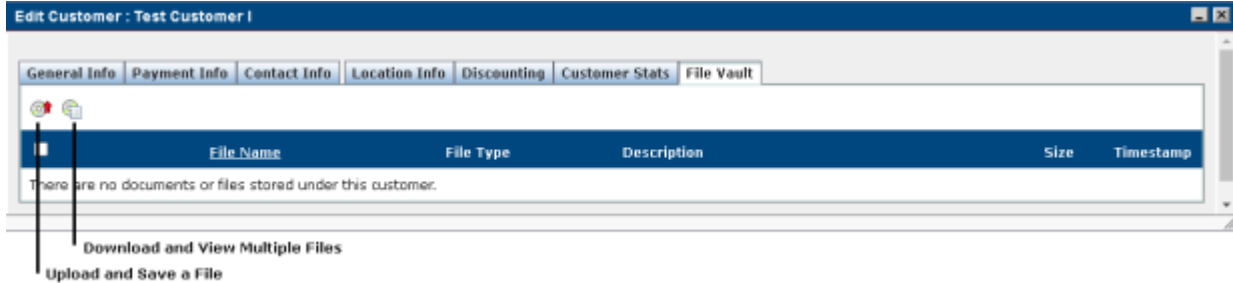 Edit Customer : Test Customer I
General Info Payment Info Contact Info Location Info Discounting Customer Stats File Vault
File Name File Type Description Size Timestamp
There are no documents or files stored under this customer.
Download and View Multiple Files
Upload and Save a File